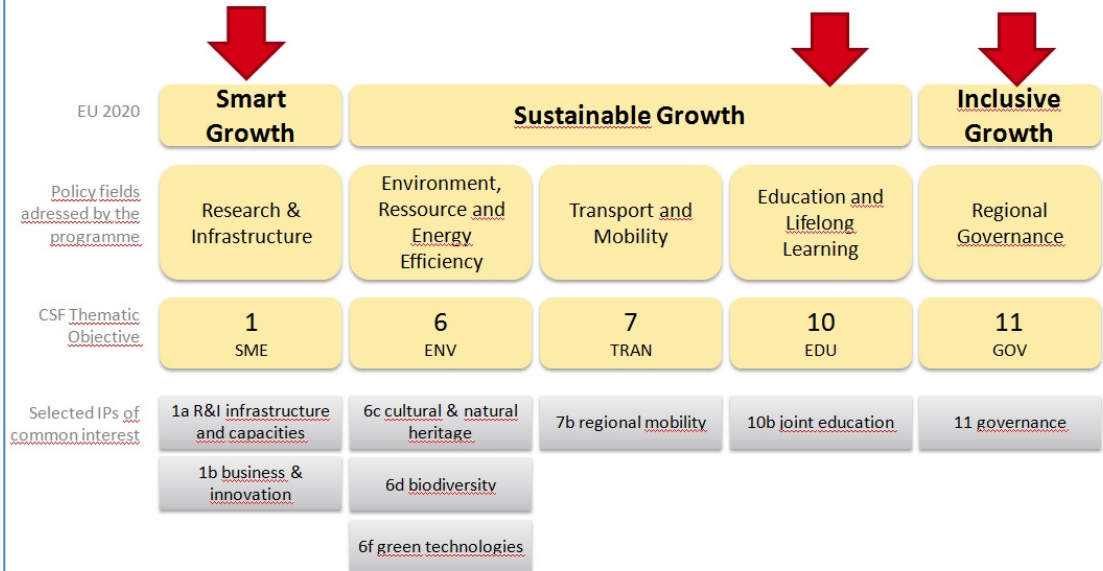 EU 2020
Smart
Growth
Sustainable Growth
Inclusive
Growth
Policy fields
adressed by the
programme
Research &
Infrastructure
Environment,
Ressource and
Energy
Efficiency
Transport and
Mobility
Education and
Lifelong
Learning
Regional
Governance
CSF Thematic
Objective
1
SME
6
ENV
7
TRAN
10
EDU
11
GOV
Selected IPs of
common interest
1a R&I infrastructure
and capacities
6c cultural & natural
heritage
7b regional mobility
10b joint education
11 governance
1b business &
innovation
6d biodiversity
6f green technologies